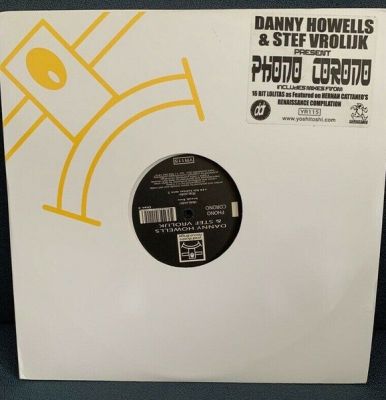 DANNY HOWELLS
& STEF VROLIJK
PRESENT
PHONO CORONO
INCLUDES MIXES FROM
16 BIT LOLITAS as Featured on HERNAN CATTANEO'S
RENAISSANCE COMPILATION
YR115
www.yoshitoshi.com
YR115
DANNY HOWELLS
& STEF VROLIJK
PHONO
CORONO